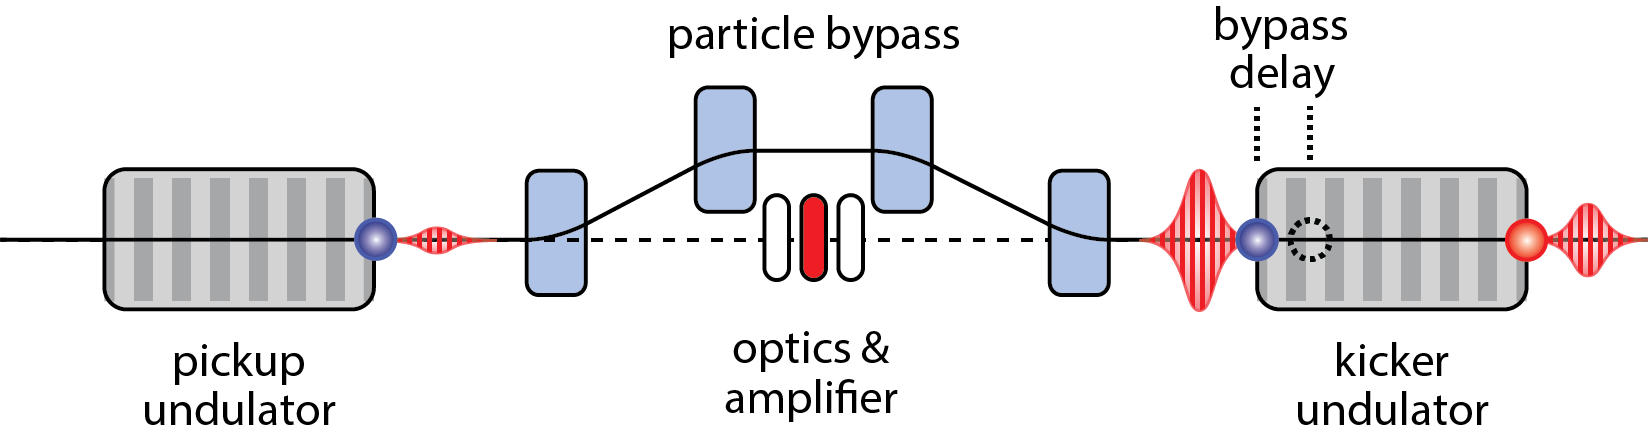 particle bypass
bypass
delay
pickup
undulator
optics &
amplifier
kicker
undulator